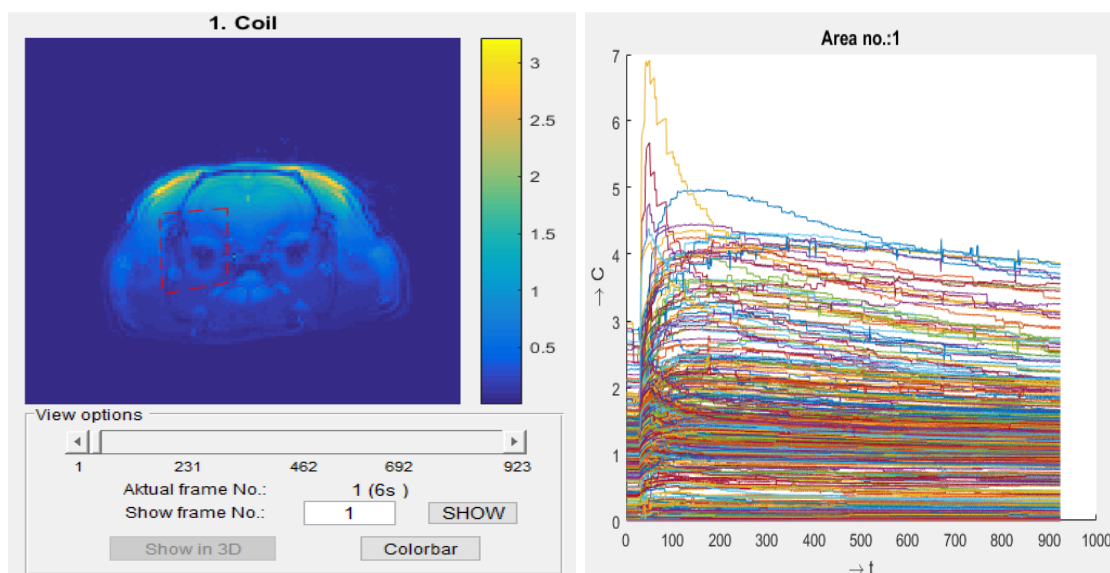 1. Coil
3
2.5
2
1.5
1
0.5
View options
1 231 462 692 923
Aktual frame No.: 1 (6s )
Show frame No.: 1 SHOW
Show in 3D Colorbar
Area no.:1
7
6
5
4
3
2
1
0
→ C
0 100 200 300 400 500 600 700 800 900 1000
→ t